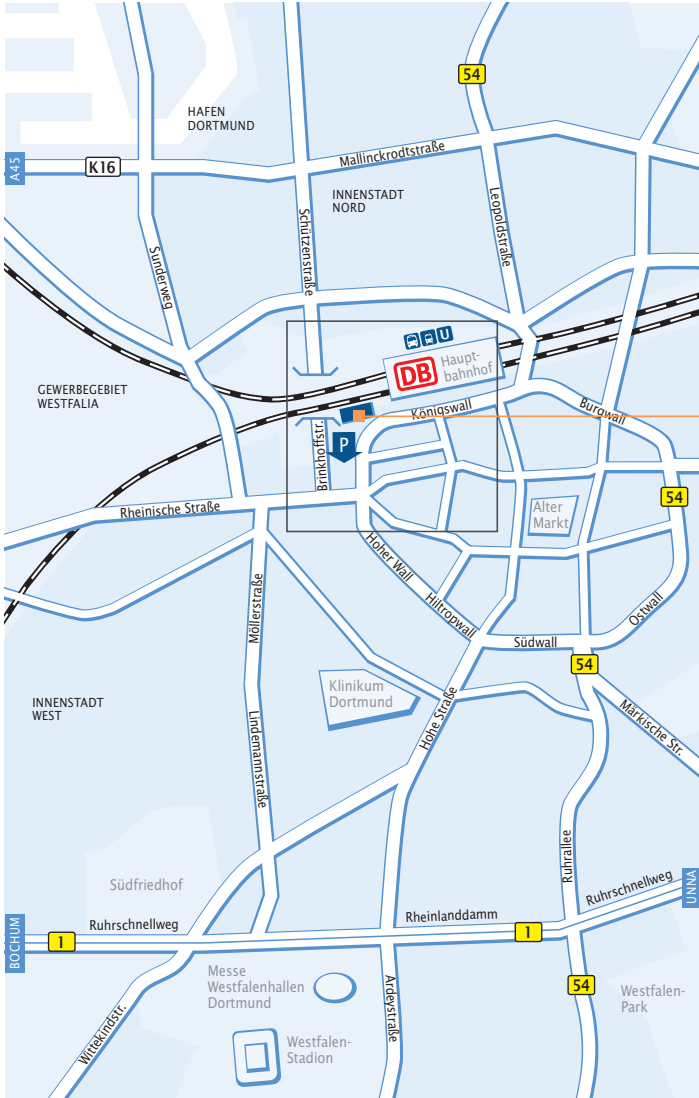 54
HAFEN
DORTMUND
A45
K16
Mallinckrodtstraße
INNENSTADT
NORD
Schützenstraße
Leopoldstraße
Sunderweg
U
DB
Haupt-
bahnhof
GEWERBEGEBIET
WESTFALIA
Königswall
Burgwall
P
Brinkhoffstr.
54
Rheinische Straße
Alter
Markt
Hoher Wall
Möllerstraße
Hiltropwall
Ostwall
Südwall
54
Klinikum
Dortmund
INNENSTADT
WEST
Hohe Straße
Märkische Str.
Lindemannstraße
Ruhrallee
Südfriedhof
Ruhrschnellweg
UNNA
Rheinlanddamm
Ruhrschnellweg
BOCHUM
1
1
Messe
Westfalenhallen
Dortmund
Ardeystraße
54
Westfalen-
Park
Wittekindstr.
Westfalen-
Stadion